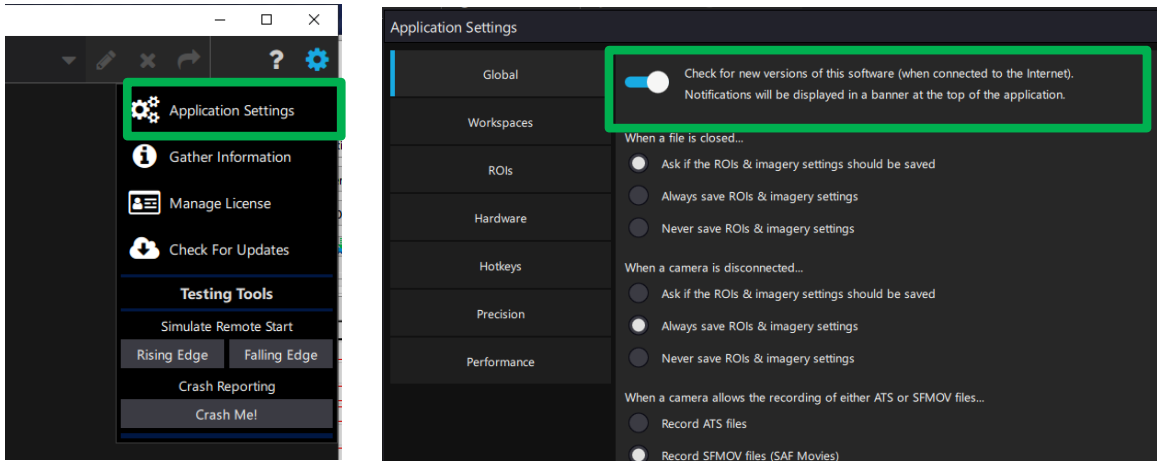 ?
Application Settings
Gather Information
Manage License
Check For Updates
Testing Tools
Simulate Remote Start
Rising Edge
Falling Edge
Crash Reporting
Crash Me!
Application Settings
Global
Workspaces
ROIs
Hardware
Hotkeys
Precision
Performance
Check for new versions of this software (when connected to the Internet).
Notifications will be displayed in a banner at the top of the application.
When a file is closed...
Ask if the ROIs & imagery settings should be saved
Always save ROIs & imagery settings
Never save ROIs & imagery settings
When a camera is disconnected...
Ask if the ROIs & imagery settings should be saved
Always save ROIs & imagery settings
Never save ROIs & imagery settings
When a camera allows the recording of either ATS or SFMOV files...
Record ATS files
Record SFMOV files (SAF Movies)